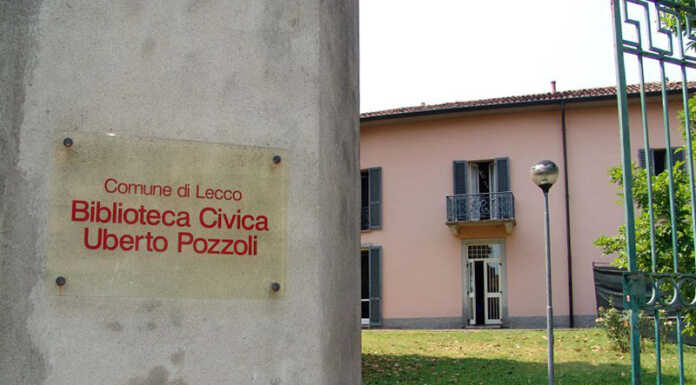 Comune di Lecco
Biblioteca Civica
Uberto Pozzoli